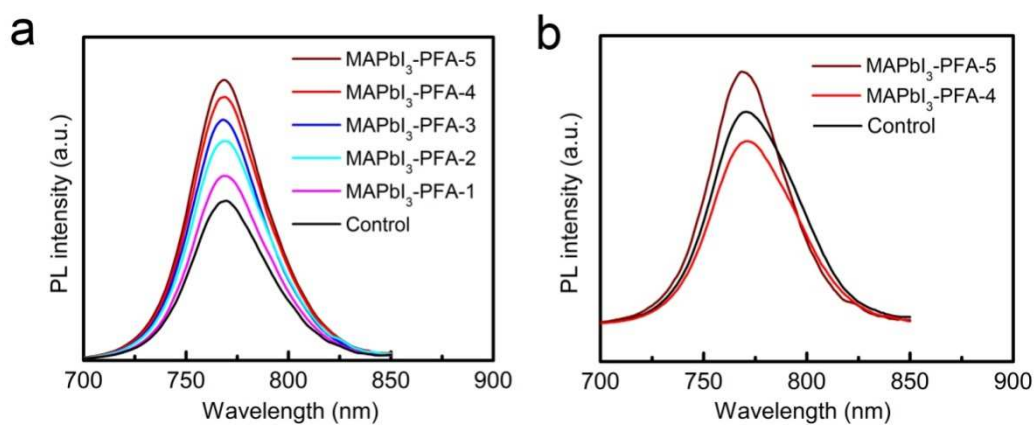 a
PL intensity (a.u.)
MAPbI₃-PFA-5
MAPbI₃-PFA-4
MAPbI₃-PFA-3
MAPbI₃-PFA-2
MAPbI₃-PFA-1
Control
700 750 800 850 900
Wavelength (nm)
b
PL intensity (a.u.)
MAPbI₃-PFA-5
MAPbI₃-PFA-4
Control
700 750 800 850 900
Wavelength (nm)